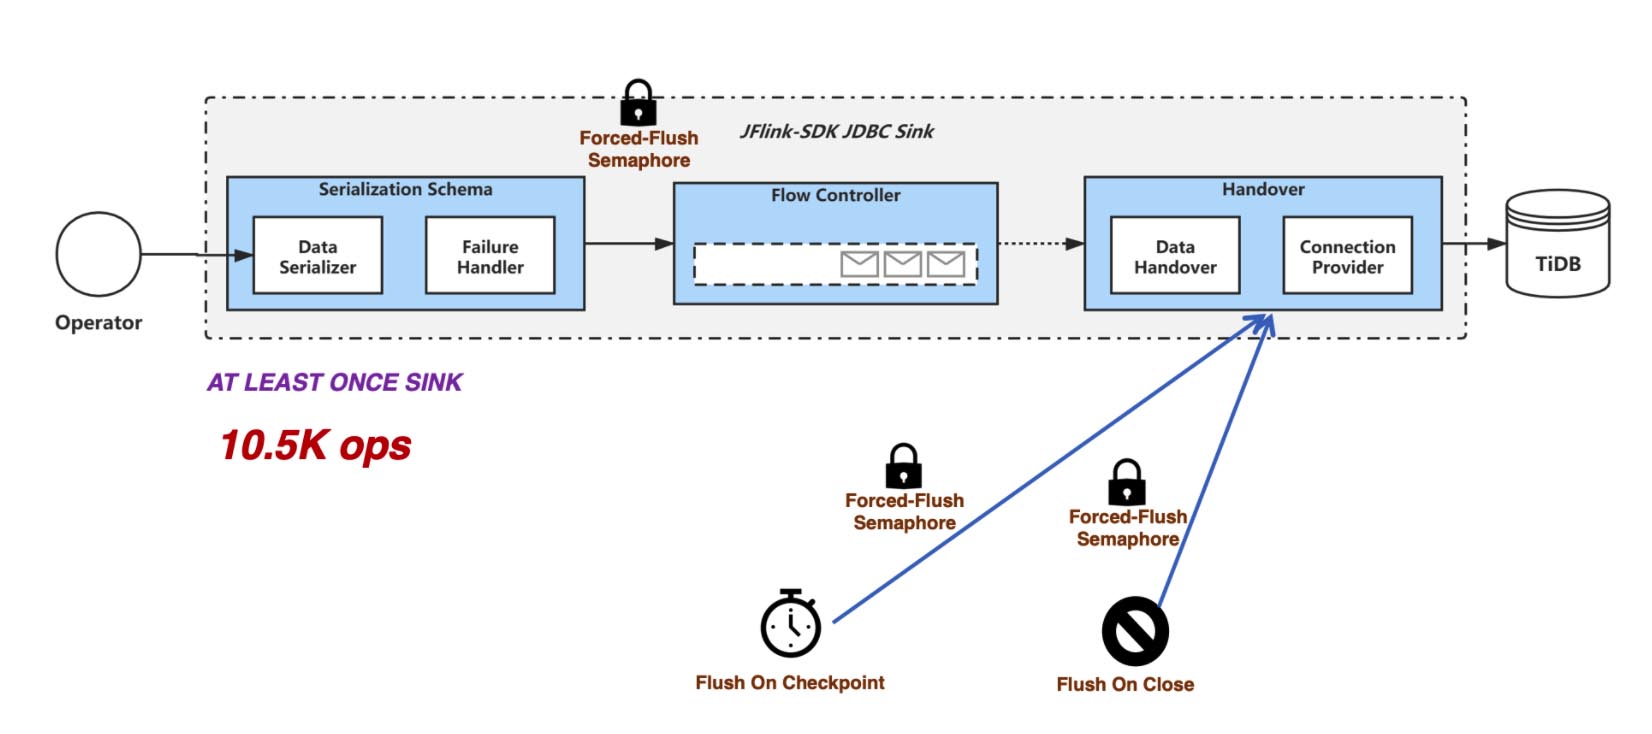 Forced-Flush
Semaphore
JFlink-SDK JDBC Sink
Serialization Schema
Data
Serializer
Failure
Handler
Flow Controller
Handover
Data
Handover
Connection
Provider
TiDB
Operator
AT LEAST ONCE SINK
10.5K ops
Forced-Flush
Semaphore
Forced-Flush
Semaphore
Flush On Checkpoint
Flush On Close